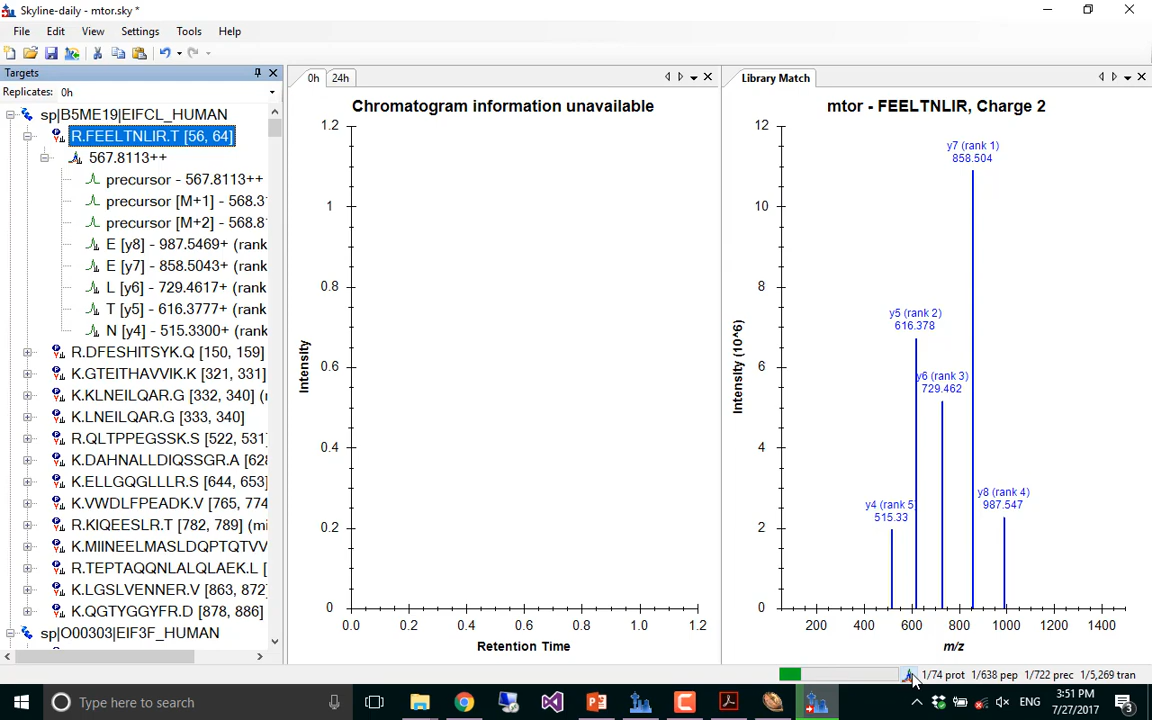 Skyline-daily - mtor.sky *
File Edit View Settings Tools Help
Targets
Replicates: 0h
sp|B5ME19|EIFCL_HUMAN
R.FEELTNLIR.T [56, 64]
567.8113++
precursor - 567.8113++
precursor [M+1] - 568.3
precursor [M+2] - 568.8
E [y8] - 987.5469+ (rank
E [y7] - 858.5043+ (rank
L [y6] - 729.4617+ (rank
T [y5] - 616.3777+ (rank
N [y4] - 515.3300+ (rank
R.DFESHITSYK.Q [150, 159]
K.GTEITHAVVIK.K [321, 331]
K.KLNEILQAR.G [332, 340] (
K.LNEILQAR.G [333, 340]
R.QLTPPEGSSK.S [522, 531]
K.DAHNALLDIQSSGR.A [628
K.ELLGQGLLLR.S [644, 653]
K.VWDLFPEADK.V [765, 774
R.KIQEESLR.T [782, 789] (mi
K.MIINEELMASLDQPTQTVV
R.TEPTAQQNLALQLAEK.L [
K.LGSLVENNER.V [863, 872]
K.QGTYGGYFR.D [878, 886]
sp|O00303|EIF3F_HUMAN
0h 24h
Chromatogram information unavailable
1.2
1
0.8
0.6
0.4
0.2
0
Intensity
0.0 0.2 0.4 0.6 0.8 1.0 1.2
Retention Time
Library Match
mtor - FEELTNLIR, Charge 2
12
10
8
6
4
2
0
Intensity (10^6)
y7 (rank 1)
858.504
y5 (rank 2)
616.378
y6 (rank 3)
729.462
y4 (rank 5)
515.33
y8 (rank 4)
987.547
200 400 600 800 1000 1200 1400
m/z
1/74 prot 1/638 pep 1/722 prec 1/5,269 tran
Type here to search
ENG
3:51 PM
7/27/2017
3